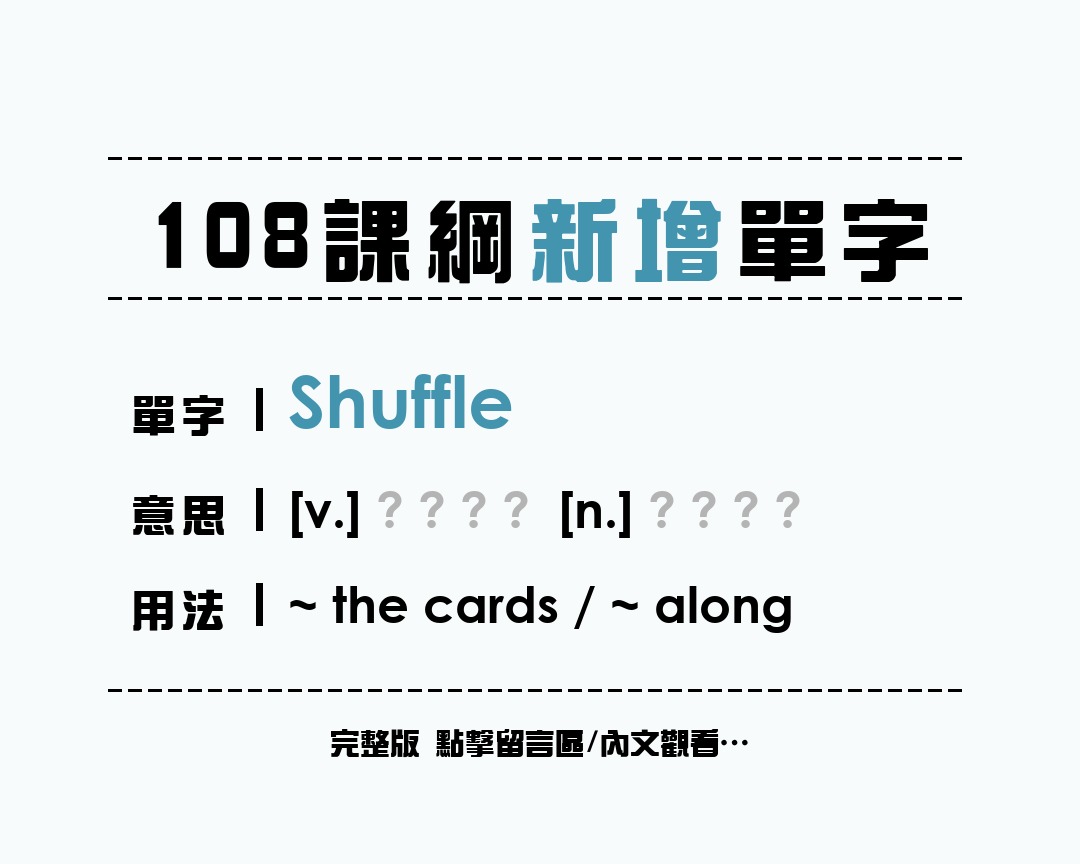 108課綱新增單字
單字 | Shuffle
意思 | [v.] ？？？？ [n.] ？？？？
用法 | ~ the cards / ~ along
完整版 點擊留言區/內文觀看…